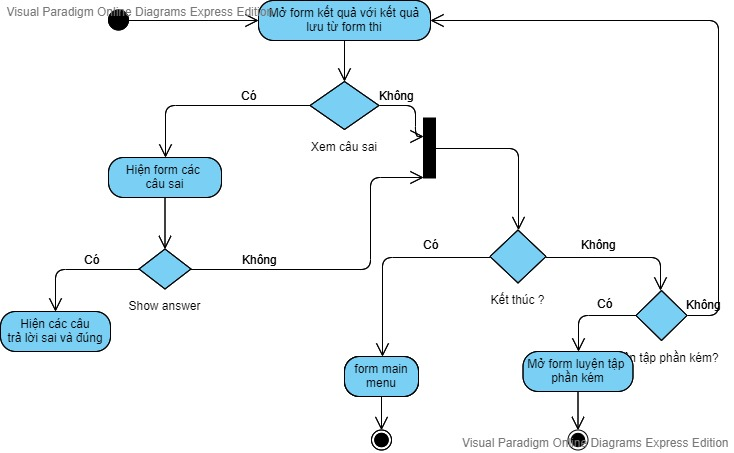 Visual Paradigm Online Diagrams Express Edition
Mở form kết quả với kết quả
lưu từ form thi
Có
Không
Xem câu sai
Hiện form các
câu sai
Có
Không
Có
Không
Kết thúc ?
Show answer
Có
Không
Hiện các câu
trả lời sai và đúng
tập phần kém?
form main
menu
Mở form luyện tập
phần kém
Visual Paradigm Online Diagrams Express Edition